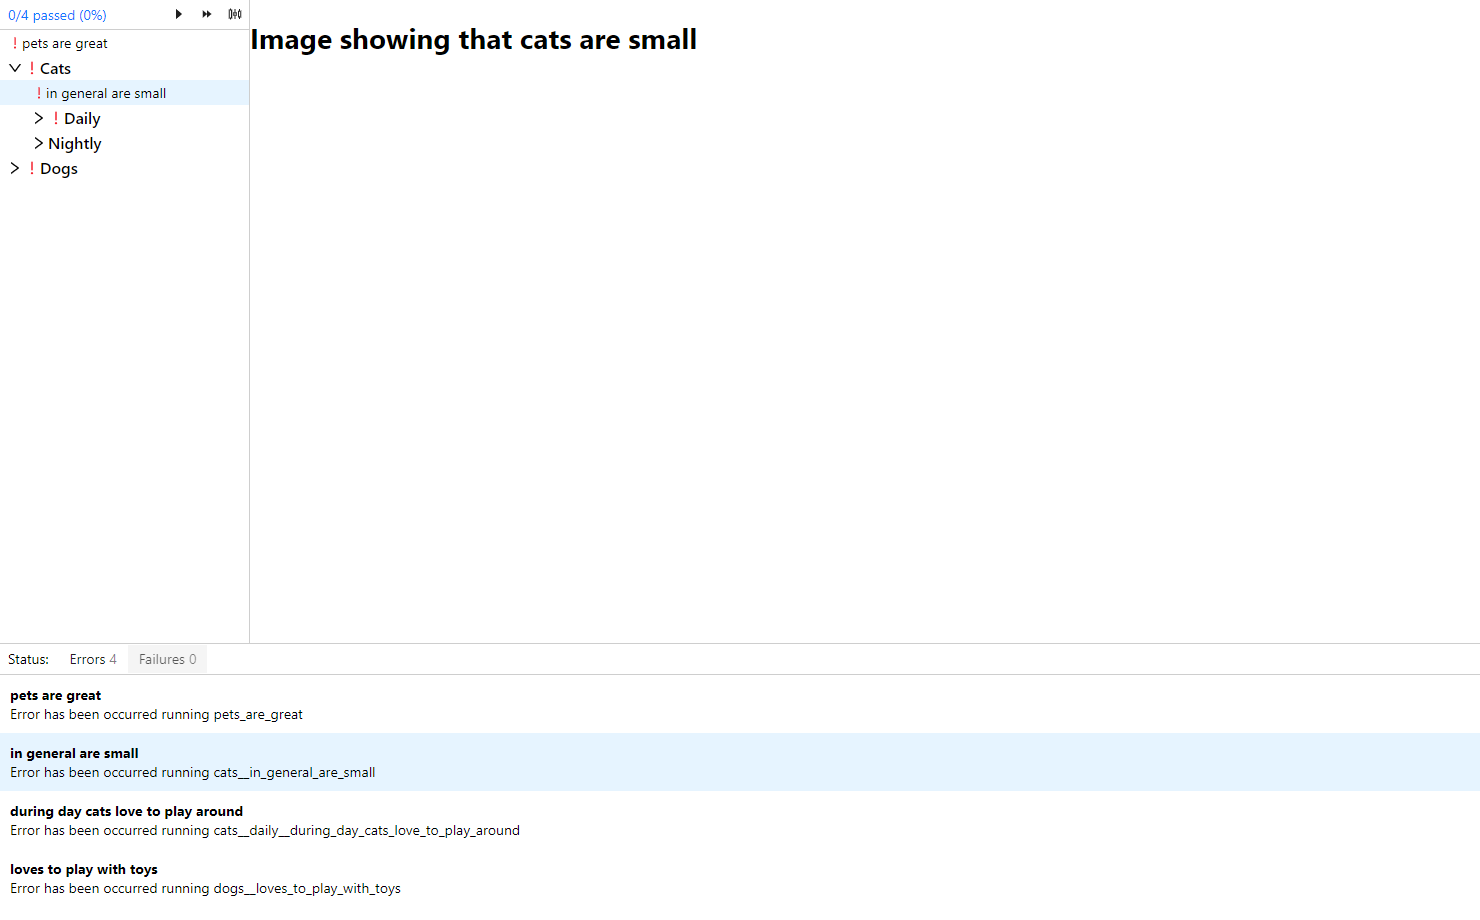 0/4 passed (0%)
! pets are great
! Cats
! in general are small
! Daily
Nightly
! Dogs
Image showing that cats are small
Status: Errors 4 Failures 0
pets are great
Error has been occurred running pets_are_great
in general are small
Error has been occurred running cats__in_general_are_small
during day cats love to play around
Error has been occurred running cats__daily__during_day_cats_love_to_play_around
loves to play with toys
Error has been occurred running dogs__loves_to_play_with_toys